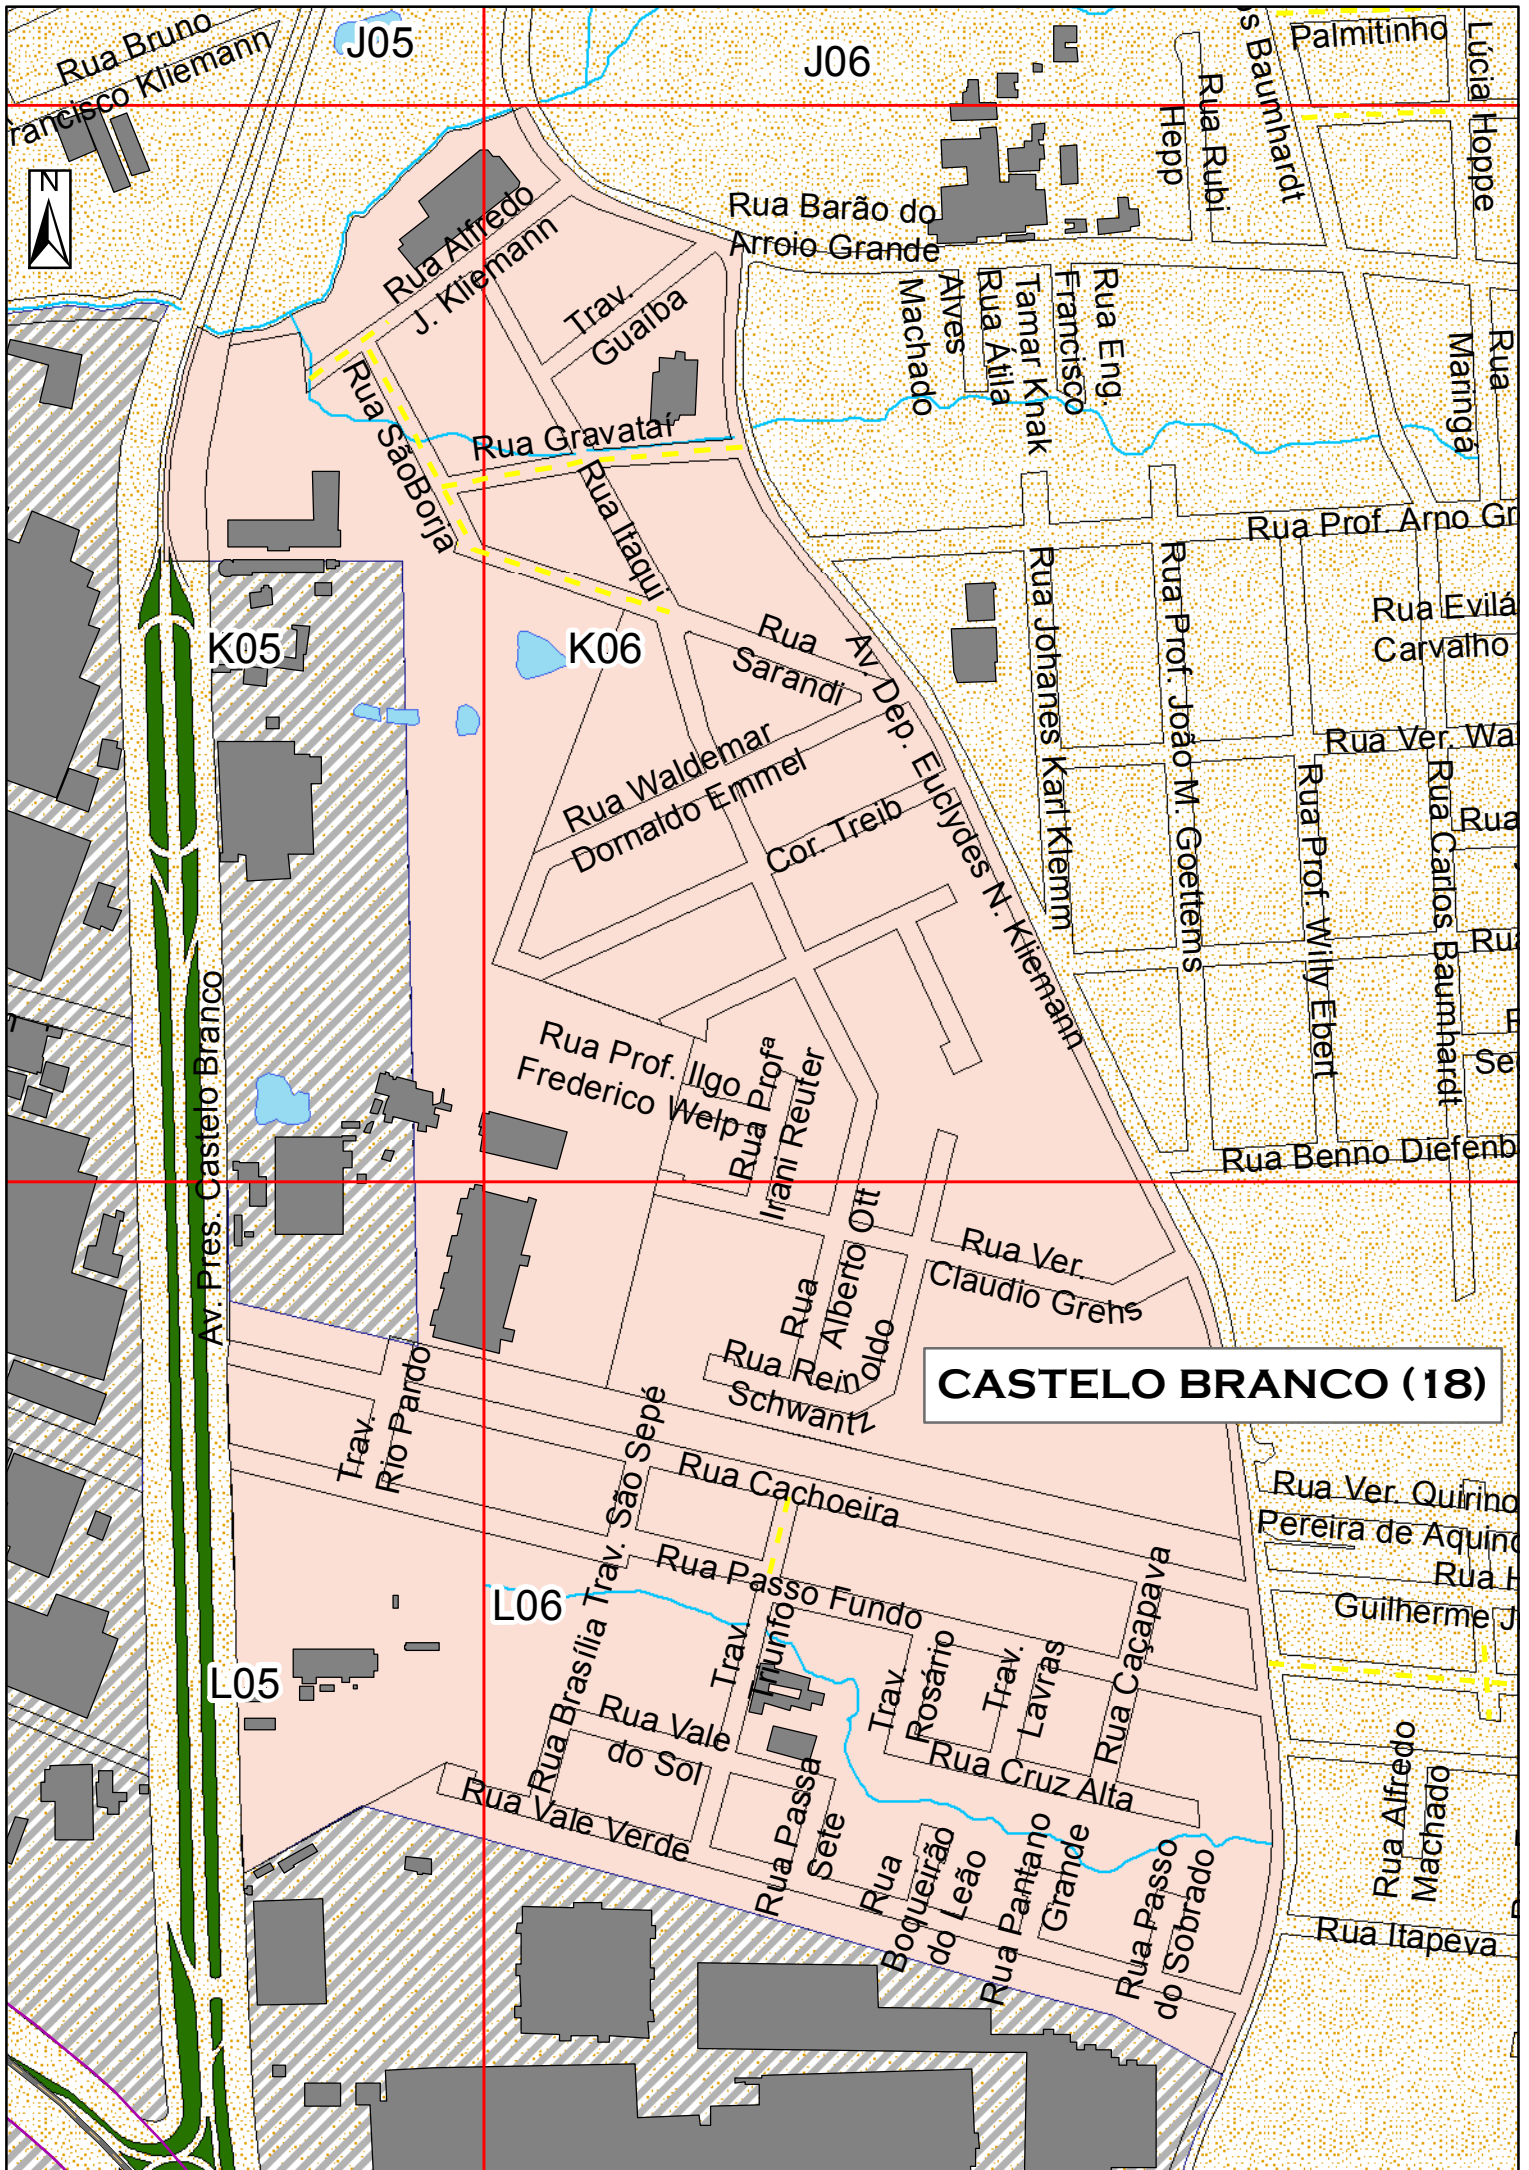 Rua Bruno
Francisco Kliemann
J05
J06
os Baumhardt
Palmitinho
Lúcia Hoppe
Rua Rubi
Hepp
N
Rua Alfredo
J. Kliemann
Trav.
Guaíba
Rua Barão do
Arroio Grande
Alves
Machado
Rua Átila
Tamar Knak
Francisco
Rua Eng.
Rua
Maringá
Rua SãoBorja
Rua Gravataí
Rua Itaqui
Rua Prof. Arno Gr
K05
K06
Rua
Sarandi
Av. Dep. Euclydes N. Kliemann
Rua Johanes Karl Klemm
Rua Prof. João M. Goettems
Rua Evilá
Carvalho
Rua Ver. Wal
Rua Waldemar
Dornaldo Emmel
Cor. Treib
Rua Prof. Willy Ebert
Rua Carlos Baumhardt
Rua
Rua
Sec
Av. Pres. Castelo Branco
Rua Prof. Ilgo
Frederico Welp
Rua Profª
Irani Reuter
Rua Benno Diefenb
Rua
Alberto Ott
Rua Ver.
Claudio Grehs
Rua Reinoldo
Schwantz
CASTELO BRANCO (18)
Trav.
Rio Pardo
Trav. São Sepé
Rua Cachoeira
Rua Ver. Quirino
Pereira de Aquino
Rua H
Guilherme J
Rua Passo Fundo
L06
L05
Rua Brasília
Trav.
Triunfo
Trav.
Rosário
Trav.
Lavras
Rua Caçapava
Rua Vale
do Sol
Rua Cruz Alta
Rua Alfredo
Machado
Rua Vale Verde
Rua Passa
Sete
Rua
Boqueirão
do Leão
Rua Pantano
Grande
Rua Passo
do Sobrado
Rua Itapeva